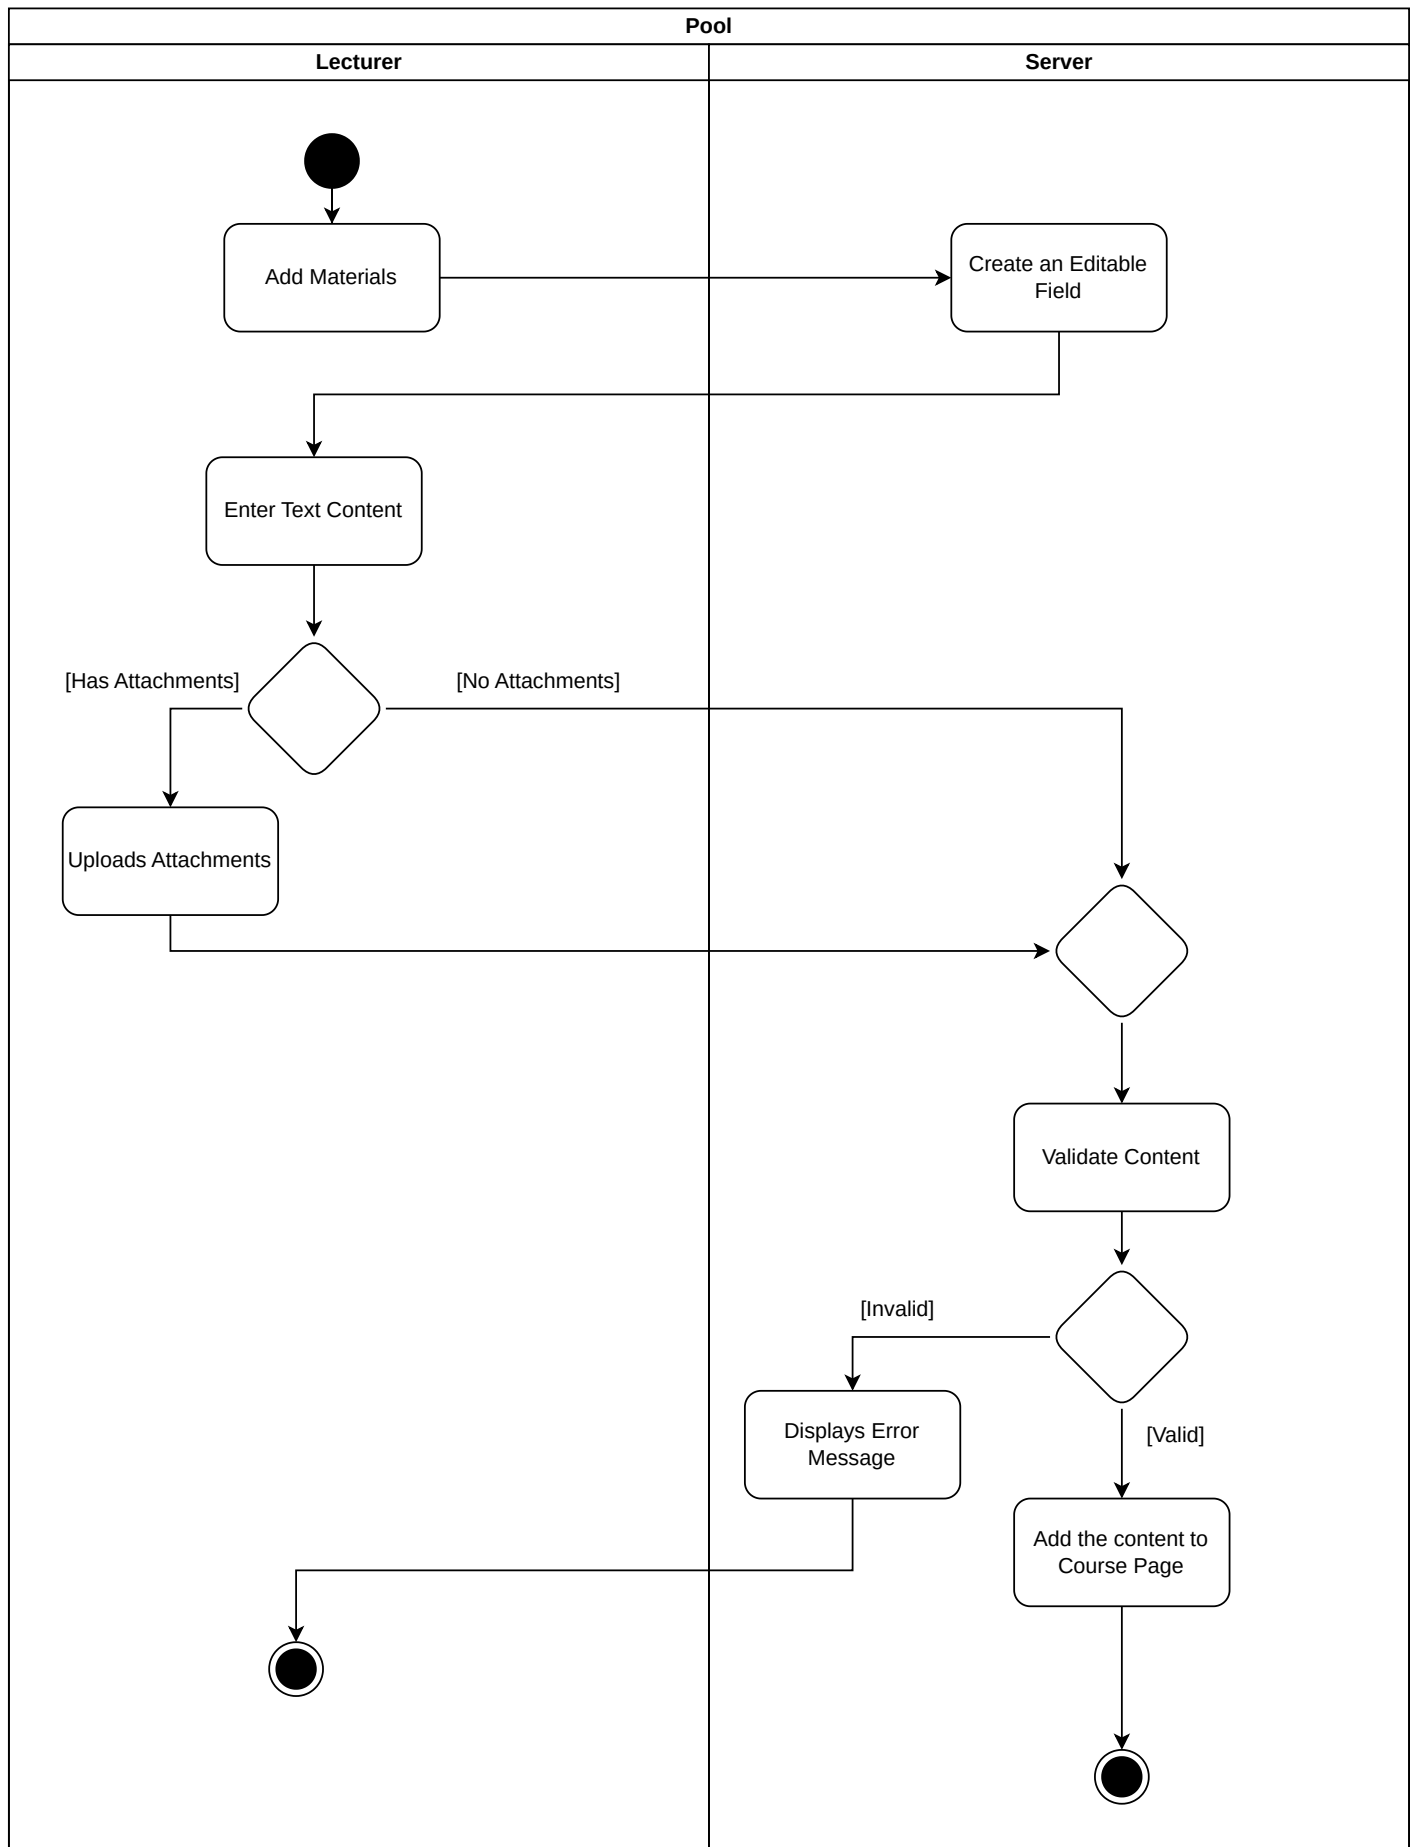 Pool
Lecturer
Server
Add Materials
Create an Editable
Field
Enter Text Content
[Has Attachments]
[No Attachments]
Uploads Attachments
Validate Content
[Invalid]
Displays Error
Message
[Valid]
Add the content to
Course Page